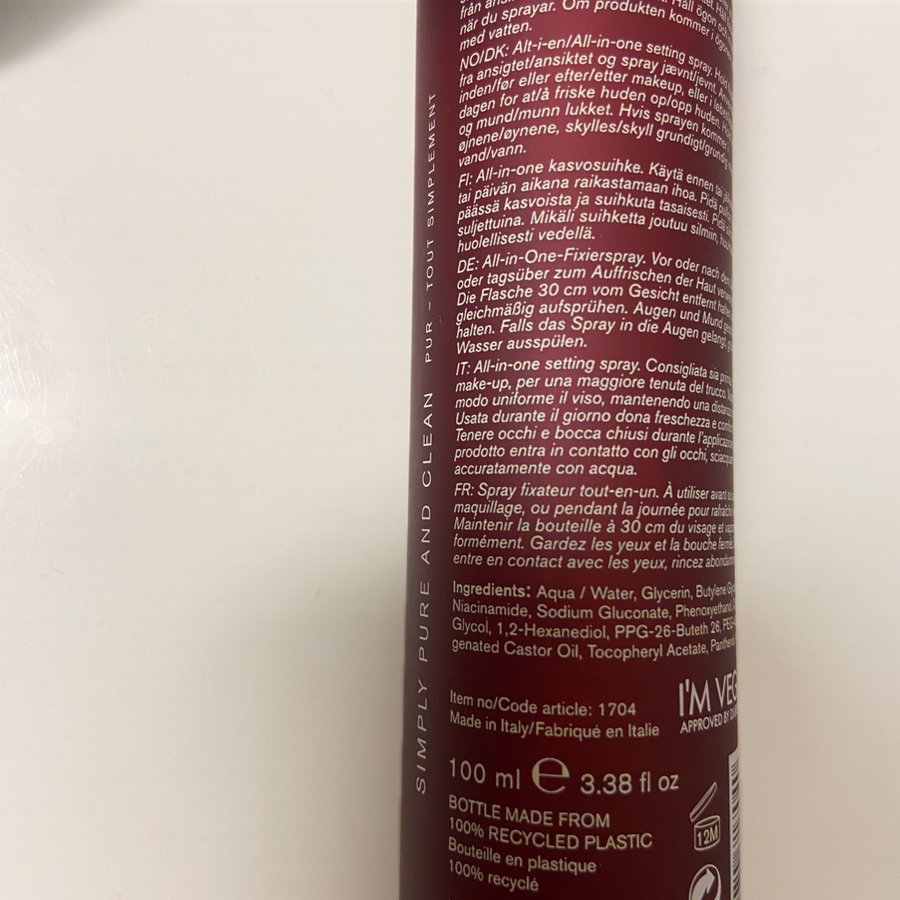 från
när du sprayar. Om produkten kommer i
med vatten.
NO/DK: Alt-i-en/All-in-one setting spray.
fra ansigtet/ansiktet og spray jævnt/jevnt.
inden/før eller efter/etter makeup, eller i
dagen for at/å friske huden op/opp huden.
og mund/munn lukket. Hvis sprayen kommer
øjnene/øynene, skylles/skyll grundigt/grundig
vand/vann.
FI: All-in-one kasvosuihke. Käytä ennen tai
tai päivän aikana raikastamaan ihoa. Pidä
päässä kasvoista ja suihkuta tasaisesti. Pidä
suljettuina. Mikäli suihketta joutuu silmiin,
huolellisesti vedellä.
DE: All-in-One-Fixierspray. Vor oder nach dem
oder tagsüber zum Auffrischen der Haut
Die Flasche 30 cm vom Gesicht entfernt
gleichmäßig aufsprühen. Augen und Mund
halten. Falls das Spray in die Augen gelangt,
Wasser ausspülen.
IT: All-in-one setting spray. Consigliata sia prima
make-up, per una maggiore tenuta del trucco.
modo uniforme il viso, mantenendo una
Usata durante il giorno dona freschezza e
Tenere occhi e bocca chiusi durante
prodotto entra in contatto con gli occhi,
accuratamente con acqua.
FR: Spray fixateur tout-en-un. À utiliser avant
maquillage, ou pendant la journée pour
Maintenir la bouteille à 30 cm du visage et
formément. Gardez les yeux et la bouche
entre en contact avec les yeux, rincez
Ingredients: Aqua / Water, Glycerin, Butylene
Niacinamide, Sodium Gluconate, Phenoxyethanol,
Glycol, 1,2-Hexanediol, PPG-26-Buteth 26,
genated Castor Oil, Tocopheryl Acetate,
Item no/Code article: 1704
Made in Italy/Fabriqué en Italie
I'M
APPROVED BY
100 ml e 3.38 fl oz
BOTTLE MADE FROM
100% RECYCLED PLASTIC
Bouteille en plastique
100% recyclé
12M
SIMPLY PURE AND CLEAN PUR - TOUT SIMPLEMENT